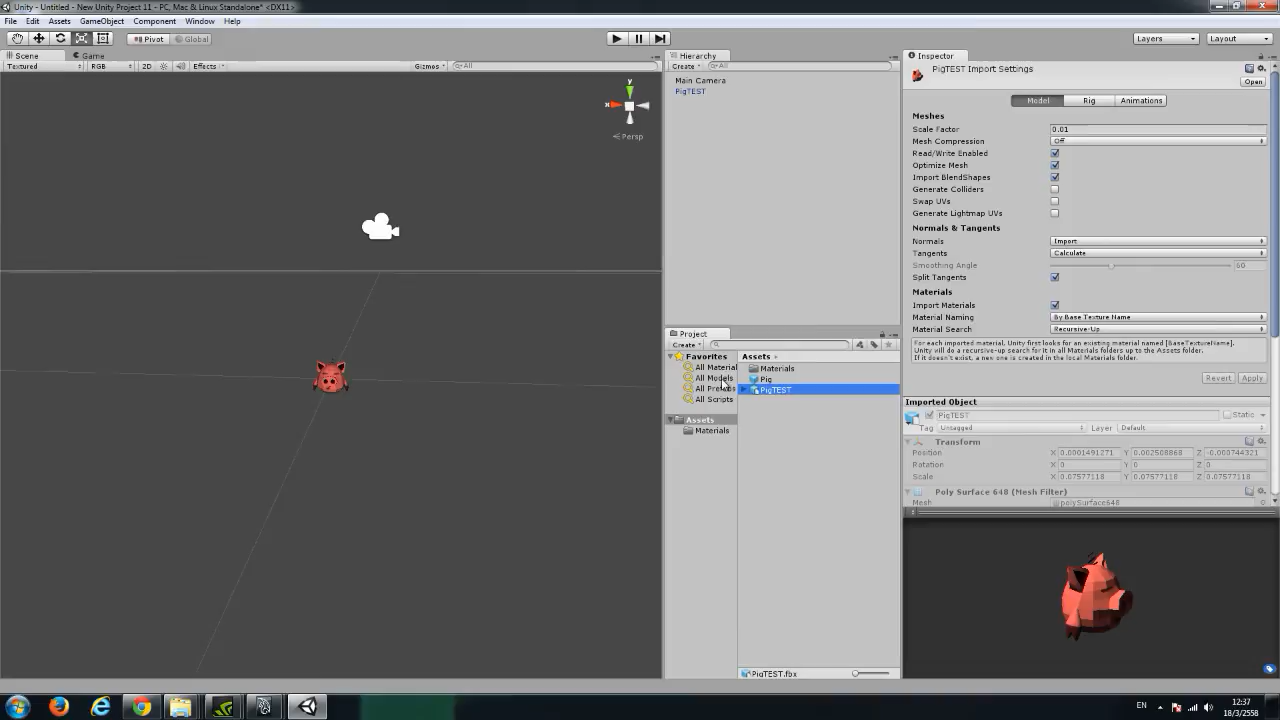 Unity - Untitled - New Unity Project 11 - PC, Mac & Linux Standalone* <DX11>
File Edit Assets GameObject Component Window Help
Pivot Global Layers Layout
Scene Game
Textured RGB 2D Effects Gizmos All
y
x
Persp
Hierarchy
Create All
Main Camera
PigTEST
Project
Create
Favorites
All Material
All Models
All Prefabs
All Scripts
Assets
Materials
Assets
Materials
Pig
PigTEST
PigTEST.fbx
Inspector
PigTEST Import Settings
Open
Model Rig Animations
Meshes
Scale Factor 0.01
Mesh Compression Off
Read/Write Enabled
Optimize Mesh
Import BlendShapes
Generate Colliders
Swap UVs
Generate Lightmap UVs
Normals & Tangents
Normals Import
Tangents Calculate
Smoothing Angle 60
Split Tangents
Materials
Import Materials
Material Naming By Base Texture Name
Material Search Recursive-Up
For each imported material, Unity first looks for an existing material named [BaseTextureName].
Unity will do a recursive-up search for it in all Materials folders up to the Assets folder.
If it doesn't exist, a new one is created in the local Materials folder.
Revert Apply
Imported Object
PigTEST Static
Tag Untagged Layer Default
Transform
Position X 0.0001491271 Y 0.002508868 Z -0.000744321
Rotation X 0 Y 0 Z 0
Scale X 0.07577118 Y 0.07577118 Z 0.07577118
Poly Surface 648 (Mesh Filter)
Mesh polySurface648
EN 12:37
18/3/2558